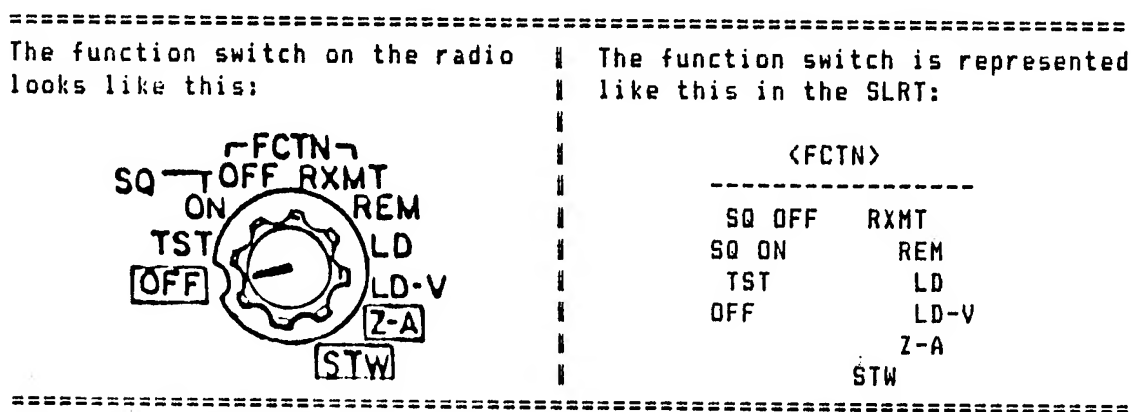 The function switch on the radio
looks like this:
FCTN
SQ OFF RXMT
ON REM
TST LD
OFF LD-V
Z-A
STW
The function switch is represented
like this in the SLRT:
<FCTN>
------------------
SQ OFF RXMT
SQ ON REM
TST LD
OFF LD-V
Z-A
STW